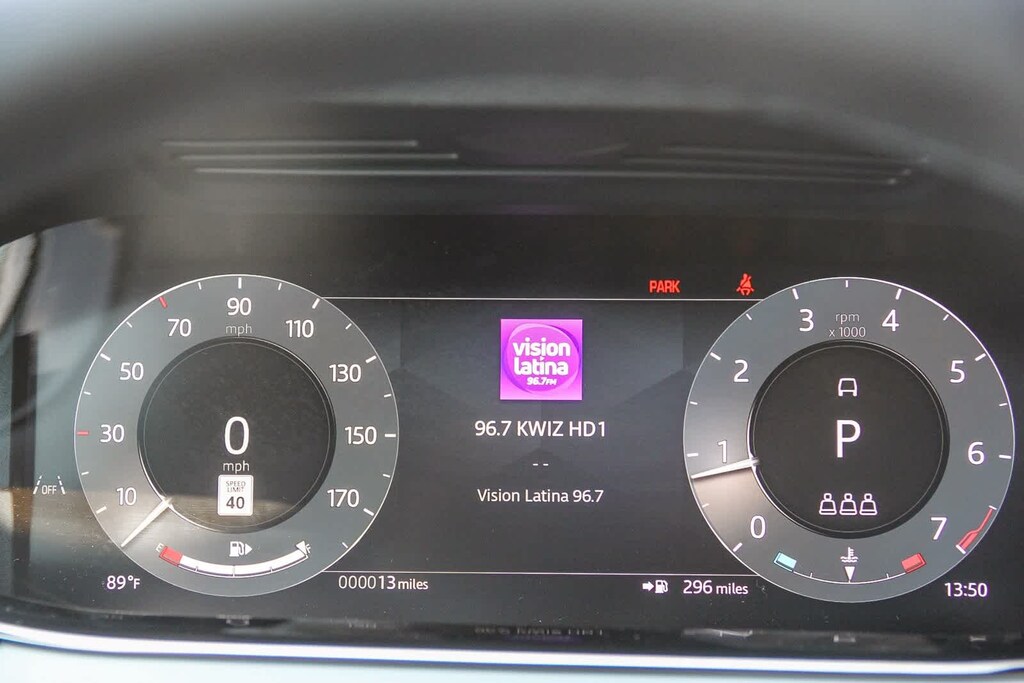 PARK
90
mph
70
110
50
130
30
150
10
170
0
mph
SPEED
LIMIT
40
E
F
OFF
89°F
vision
latina
96.7 FM
96.7 KWIZ HD1
--
Vision Latina 96.7
000013 miles
296 miles
rpm
x 1000
3
4
2
5
1
6
0
7
P
13:50